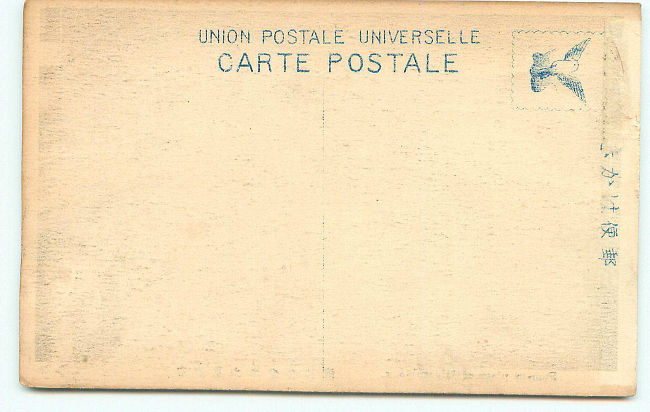 UNION POSTALE UNIVERSELLE
CARTE POSTALE
郵便はかき